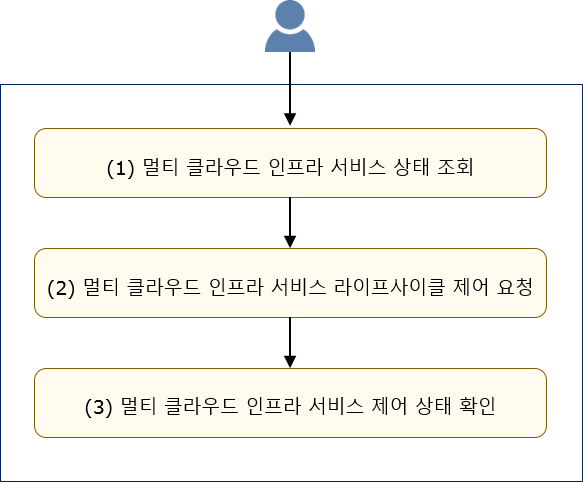 (1) 멀티 클라우드 인프라 서비스 상태 조회
(2) 멀티 클라우드 인프라 서비스 라이프사이클 제어 요청
(3) 멀티 클라우드 인프라 서비스 제어 상태 확인